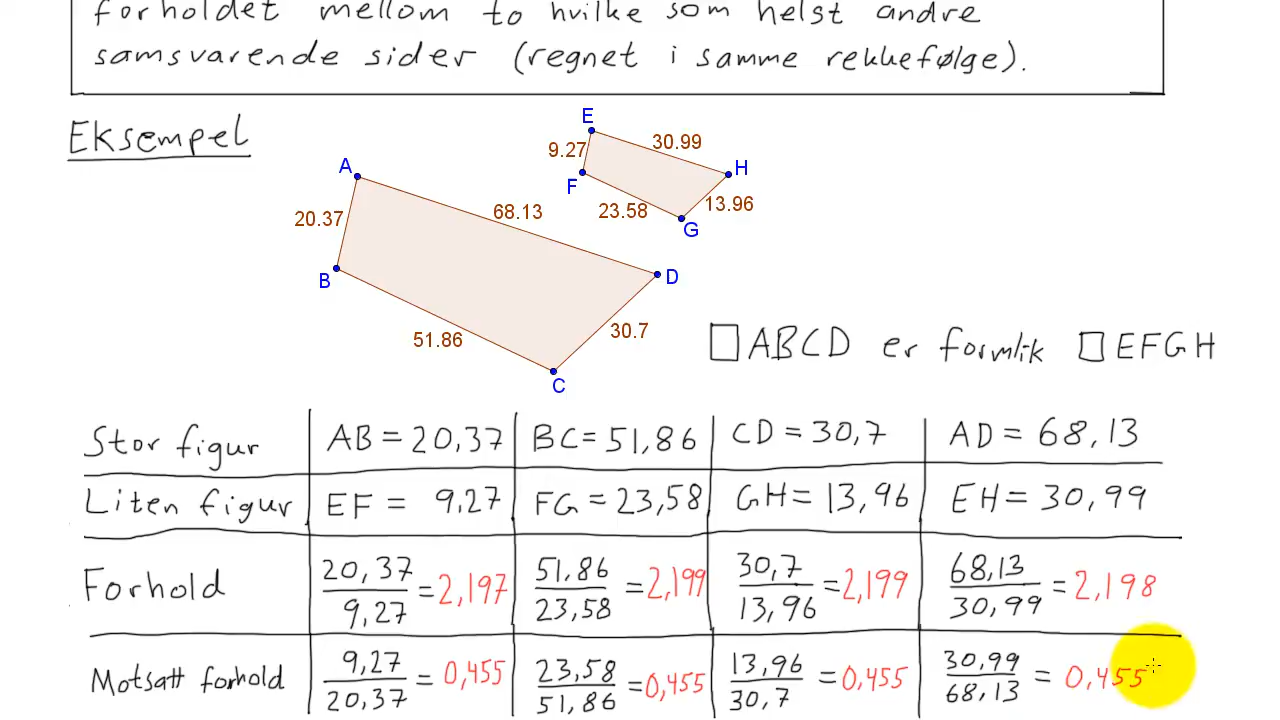 forholdet mellom to hvilke som helst andre
samsvarende sider (regnet i samme rekkefølge).
Eksempel
E
9.27
30.99
H
F
23.58
13.96
G
A
20.37
68.13
B
D
51.86
30.7
C
□ABCD er formlik □EFGH
Stor figur AB = 20,37 BC = 51,86 CD = 30,7 AD = 68,13
Liten figur EF = 9,27 FG = 23,58 GH = 13,96 EH = 30,99
Forhold 20,37/9,27 = 2,197 51,86/23,58 = 2,199 30,7/13,96 = 2,199 68,13/30,99 = 2,198
Motsatt forhold 9,27/20,37 = 0,455 23,58/51,86 = 0,455 13,96/30,7 = 0,455 30,99/68,13 = 0,455